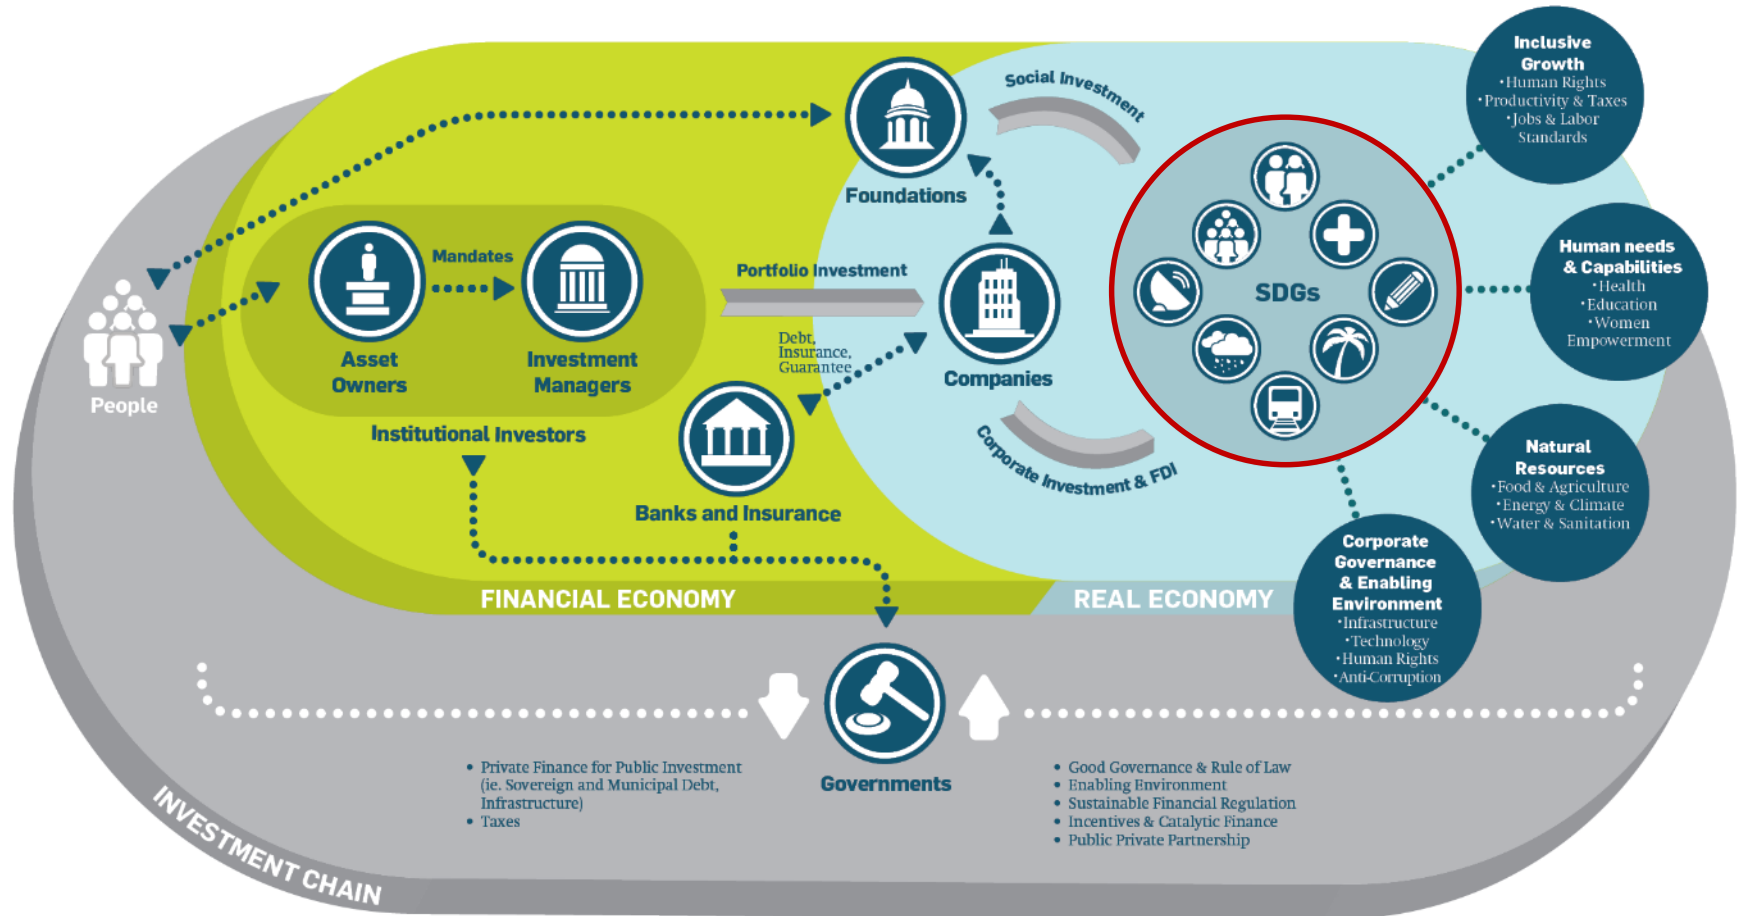 Inclusive
Growth
•Human Rights
•Productivity & Taxes
•Jobs & Labor
Standards
Social Investment
Foundations
Mandates
Asset
Owners
Investment
Managers
Institutional Investors
People
Portfolio Investment
Debt,
Insurance,
Guarantee
Companies
Banks and Insurance
Corporate Investment & FDI
SDGs
Human needs
& Capabilities
•Health
•Education
•Women
Empowerment
Natural
Resources
•Food & Agriculture
•Energy & Climate
•Water & Sanitation
Corporate
Governance
& Enabling
Environment
•Infrastructure
•Technology
•Human Rights
•Anti-Corruption
FINANCIAL ECONOMY
REAL ECONOMY
Governments
• Private Finance for Public Investment
(ie. Sovereign and Municipal Debt,
Infrastructure)
• Taxes
• Good Governance & Rule of Law
• Enabling Environment
• Sustainable Financial Regulation
• Incentives & Catalytic Finance
• Public Private Partnership
INVESTMENT CHAIN